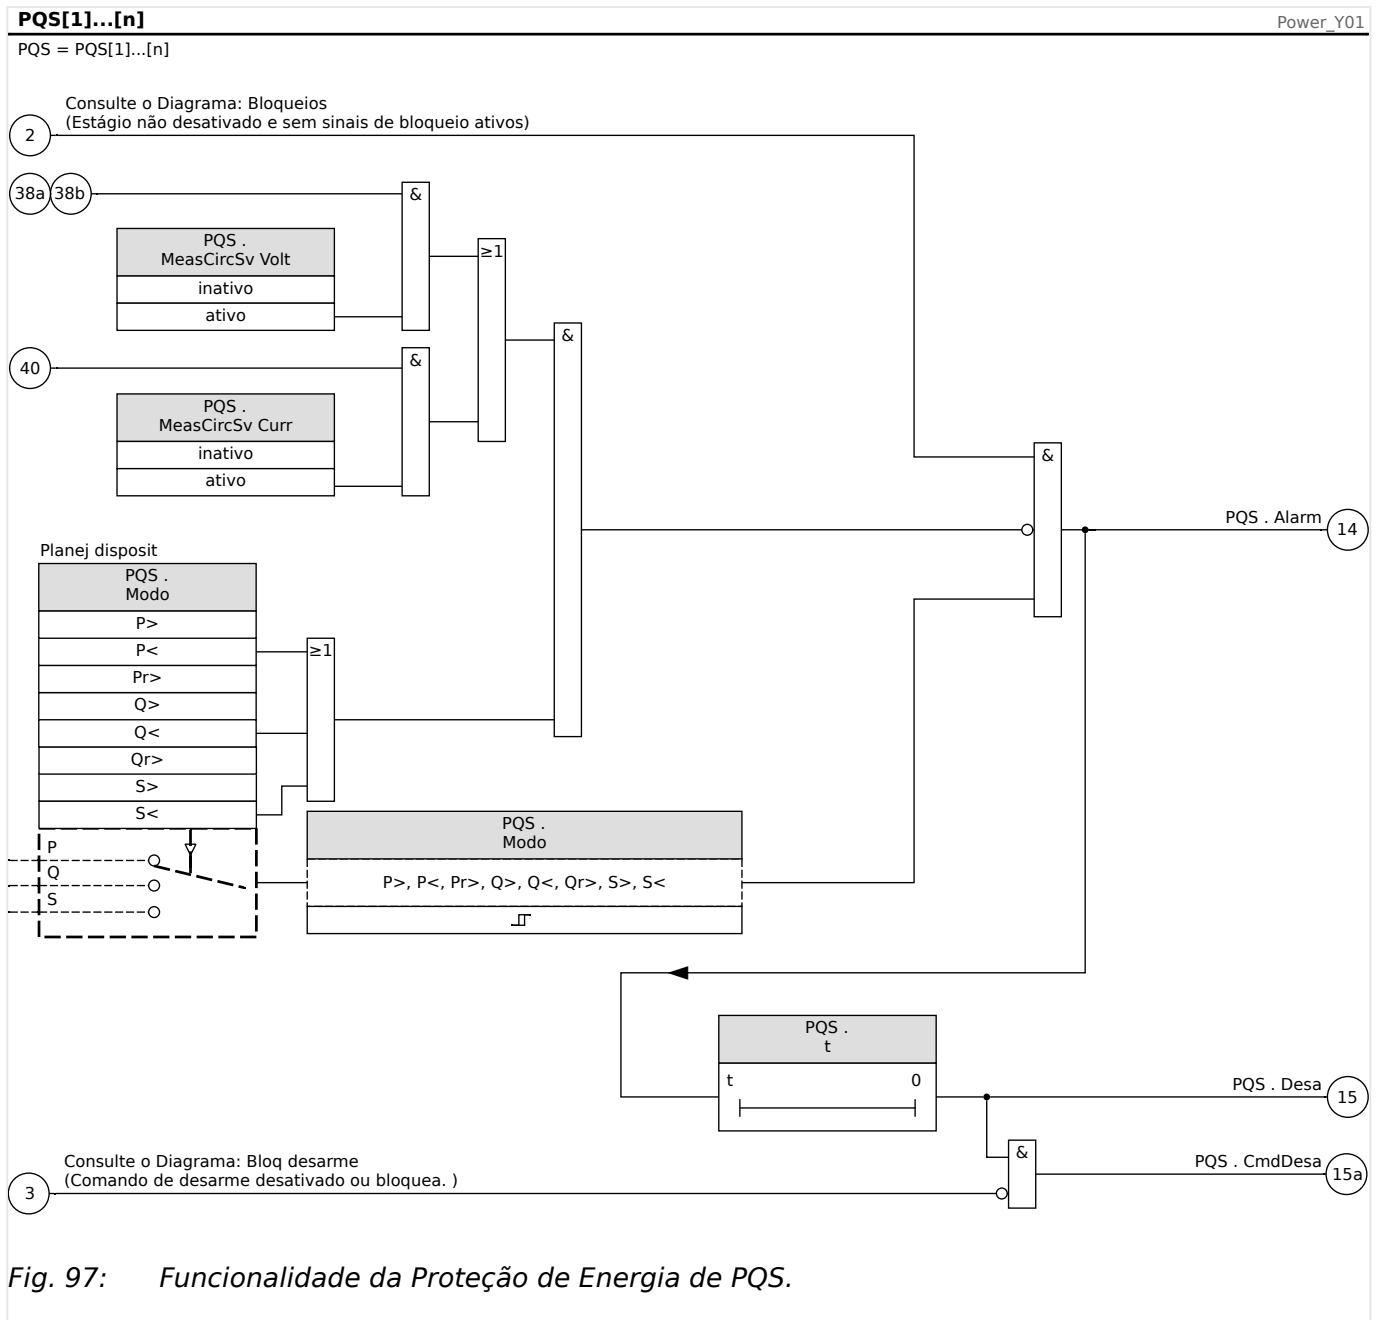 PQS[1]...[n]
Power_Y01
PQS = PQS[1]...[n]
Consulte o Diagrama: Bloqueios
(Estágio não desativado e sem sinais de bloqueio ativos)
2
38a 38b
&
PQS .
MeasCircSv Volt
inativo
ativo
≥1
&
40
&
PQS .
MeasCircSv Curr
inativo
ativo
&
PQS . Alarm
14
Planej disposit
PQS .
Modo
P>
P<
Pr>
Q>
Q<
Qr>
S>
S<
≥1
P
Q
S
PQS .
Modo
P>, P<, Pr>, Q>, Q<, Qr>, S>, S<
PQS .
t
t 0
PQS . Desa
15
&
PQS . CmdDesa
15a
Consulte o Diagrama: Bloq desarme
(Comando de desarme desativado ou bloquea. )
3
Fig. 97: Funcionalidade da Proteção de Energia de PQS.